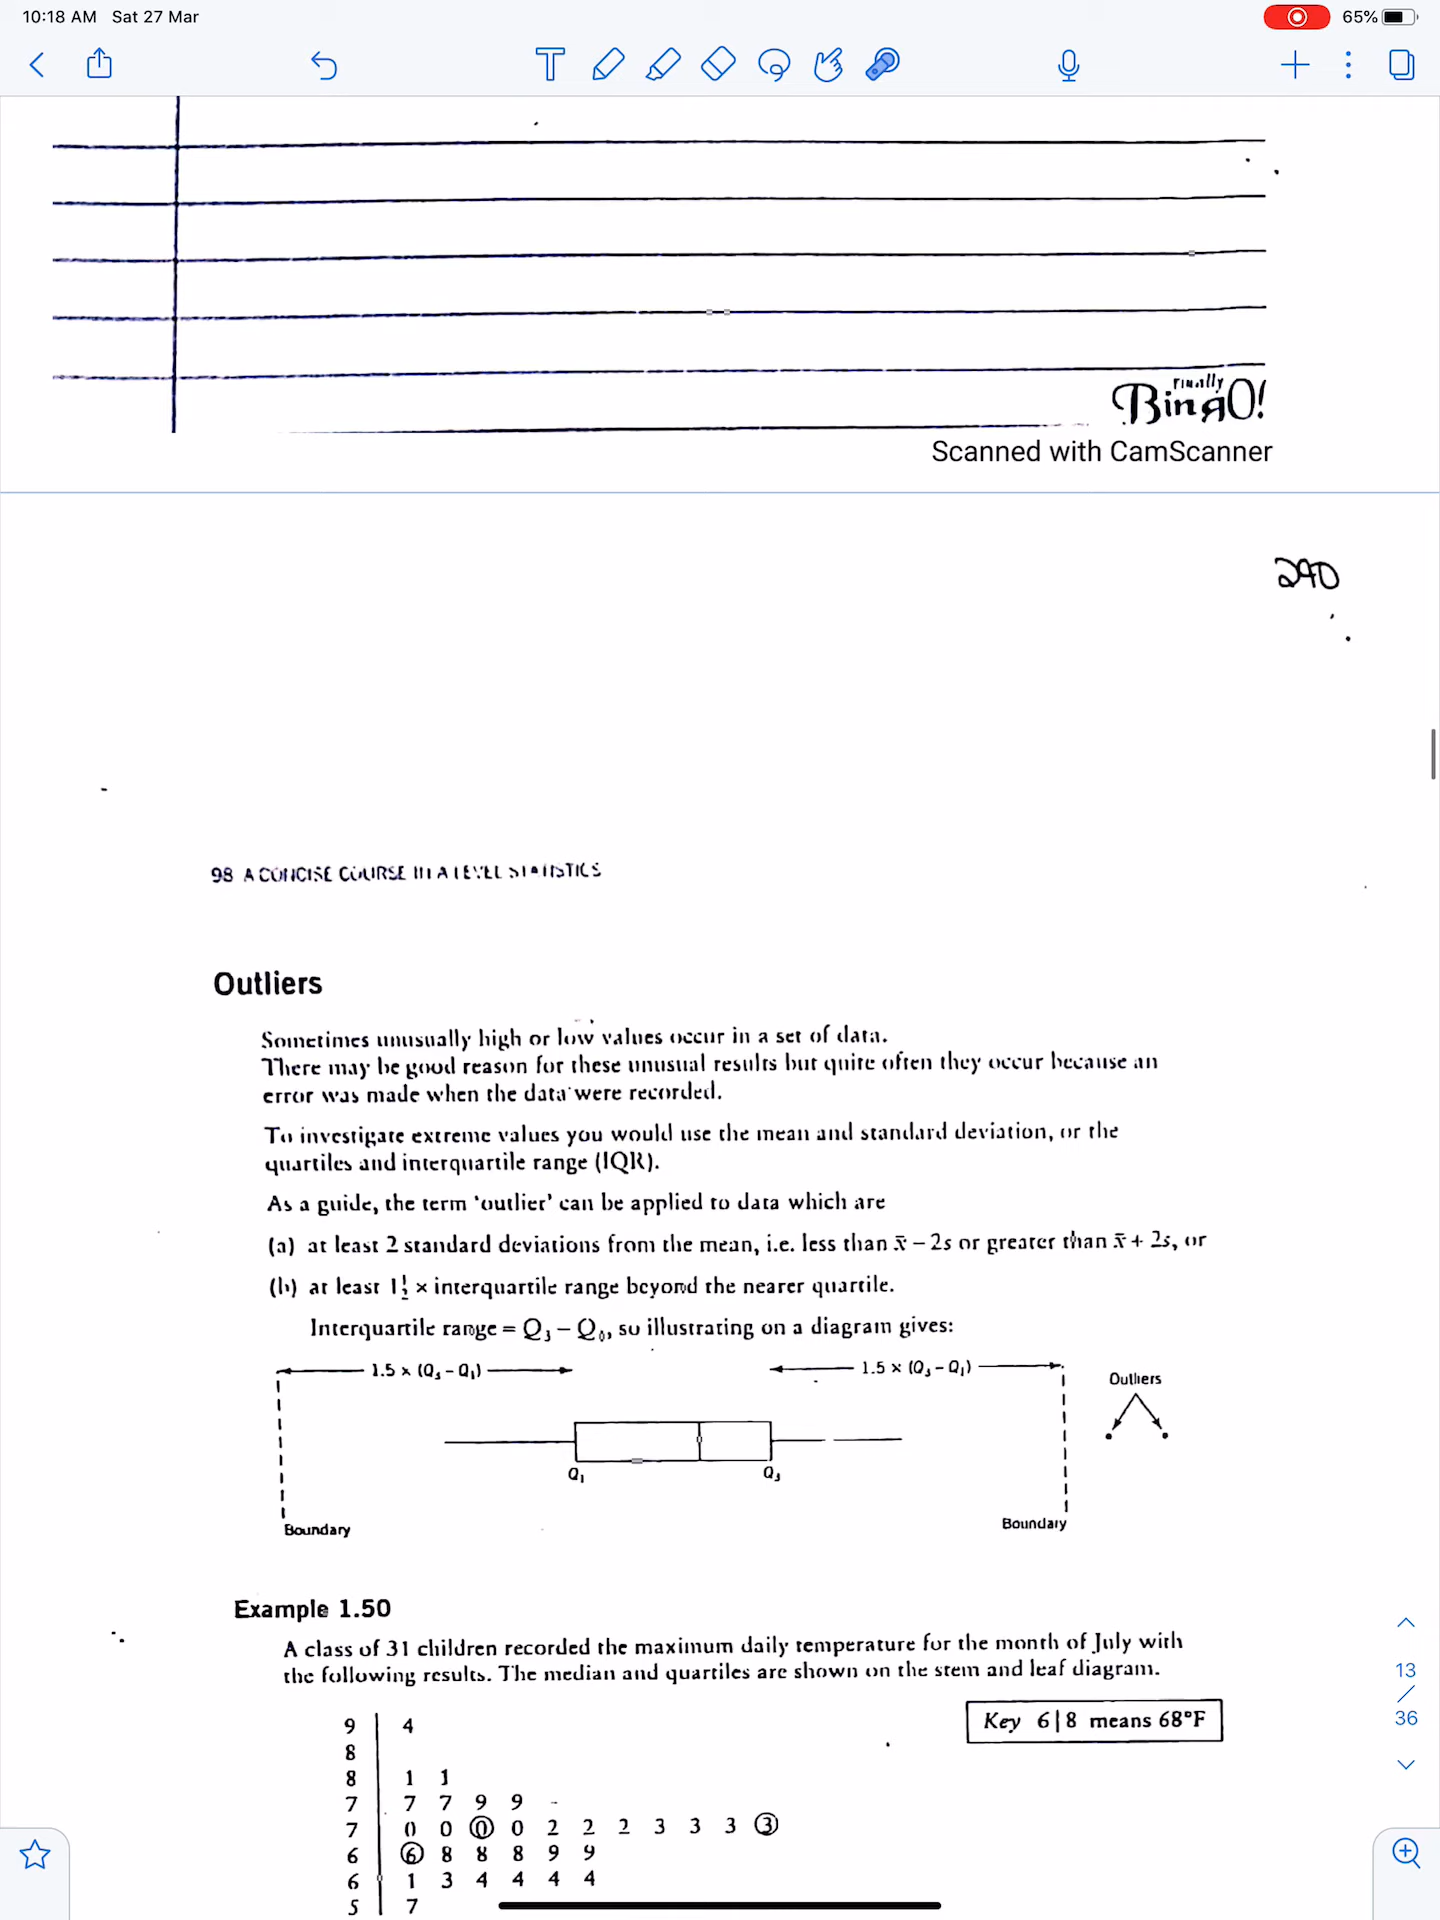 10:18 AM Sat 27 Mar
65%
Finally
BingO!
Scanned with CamScanner
240
98 A CONCISE COURSE IN A LEVEL STATISTICS
Outliers
Sometimes unusually high or low values occur in a set of data.
There may be good reason for these unusual results but quite often they occur because an
error was made when the data were recorded.
To investigate extreme values you would use the mean and standard deviation, or the
quartiles and interquartile range (IQR).
As a guide, the term 'outlier' can be applied to data which are
(a) at least 2 standard deviations from the mean, i.e. less than x̄ – 2s or greater than x̄ + 2s, or
(b) at least 1½ × interquartile range beyond the nearer quartile.
Interquartile range = Q₃ – Q₁, so illustrating on a diagram gives:
1.5 × (Q₃ – Q₁) 1.5 × (Q₃ – Q₁)
Outliers
Q₁ Q₃
Boundary Boundary
Example 1.50
A class of 31 children recorded the maximum daily temperature for the month of July with
the following results. The median and quartiles are shown on the stem and leaf diagram.
Key 6|8 means 68°F
9 | 4
8 |
8 | 1 1
7 | 7 7 9 9
7 | 0 0 0 0 2 2 2 3 3 3 3
6 | 6 8 8 8 9 9
6 | 1 3 4 4 4 4
5 | 7
13
/
36